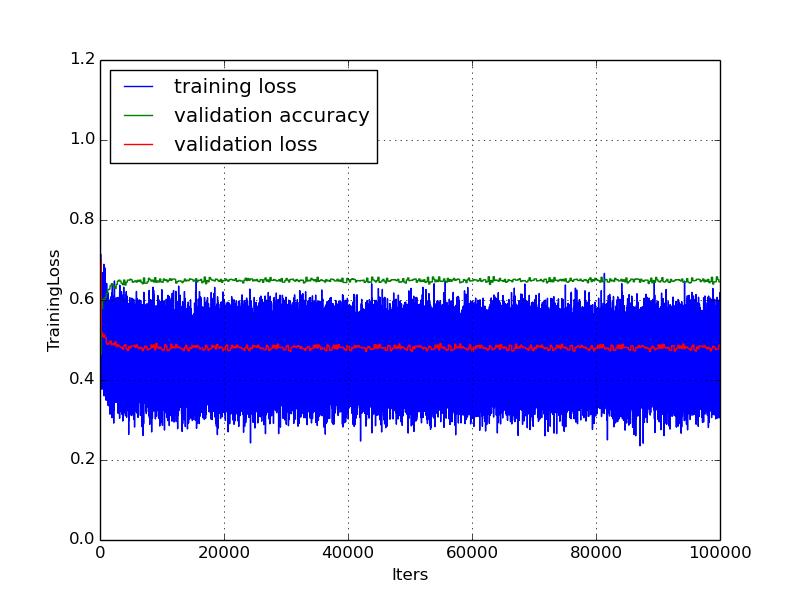 1.2
1.0
0.8
0.6
0.4
0.2
0.0
TrainingLoss
training loss
validation accuracy
validation loss
0 20000 40000 60000 80000 100000
Iters